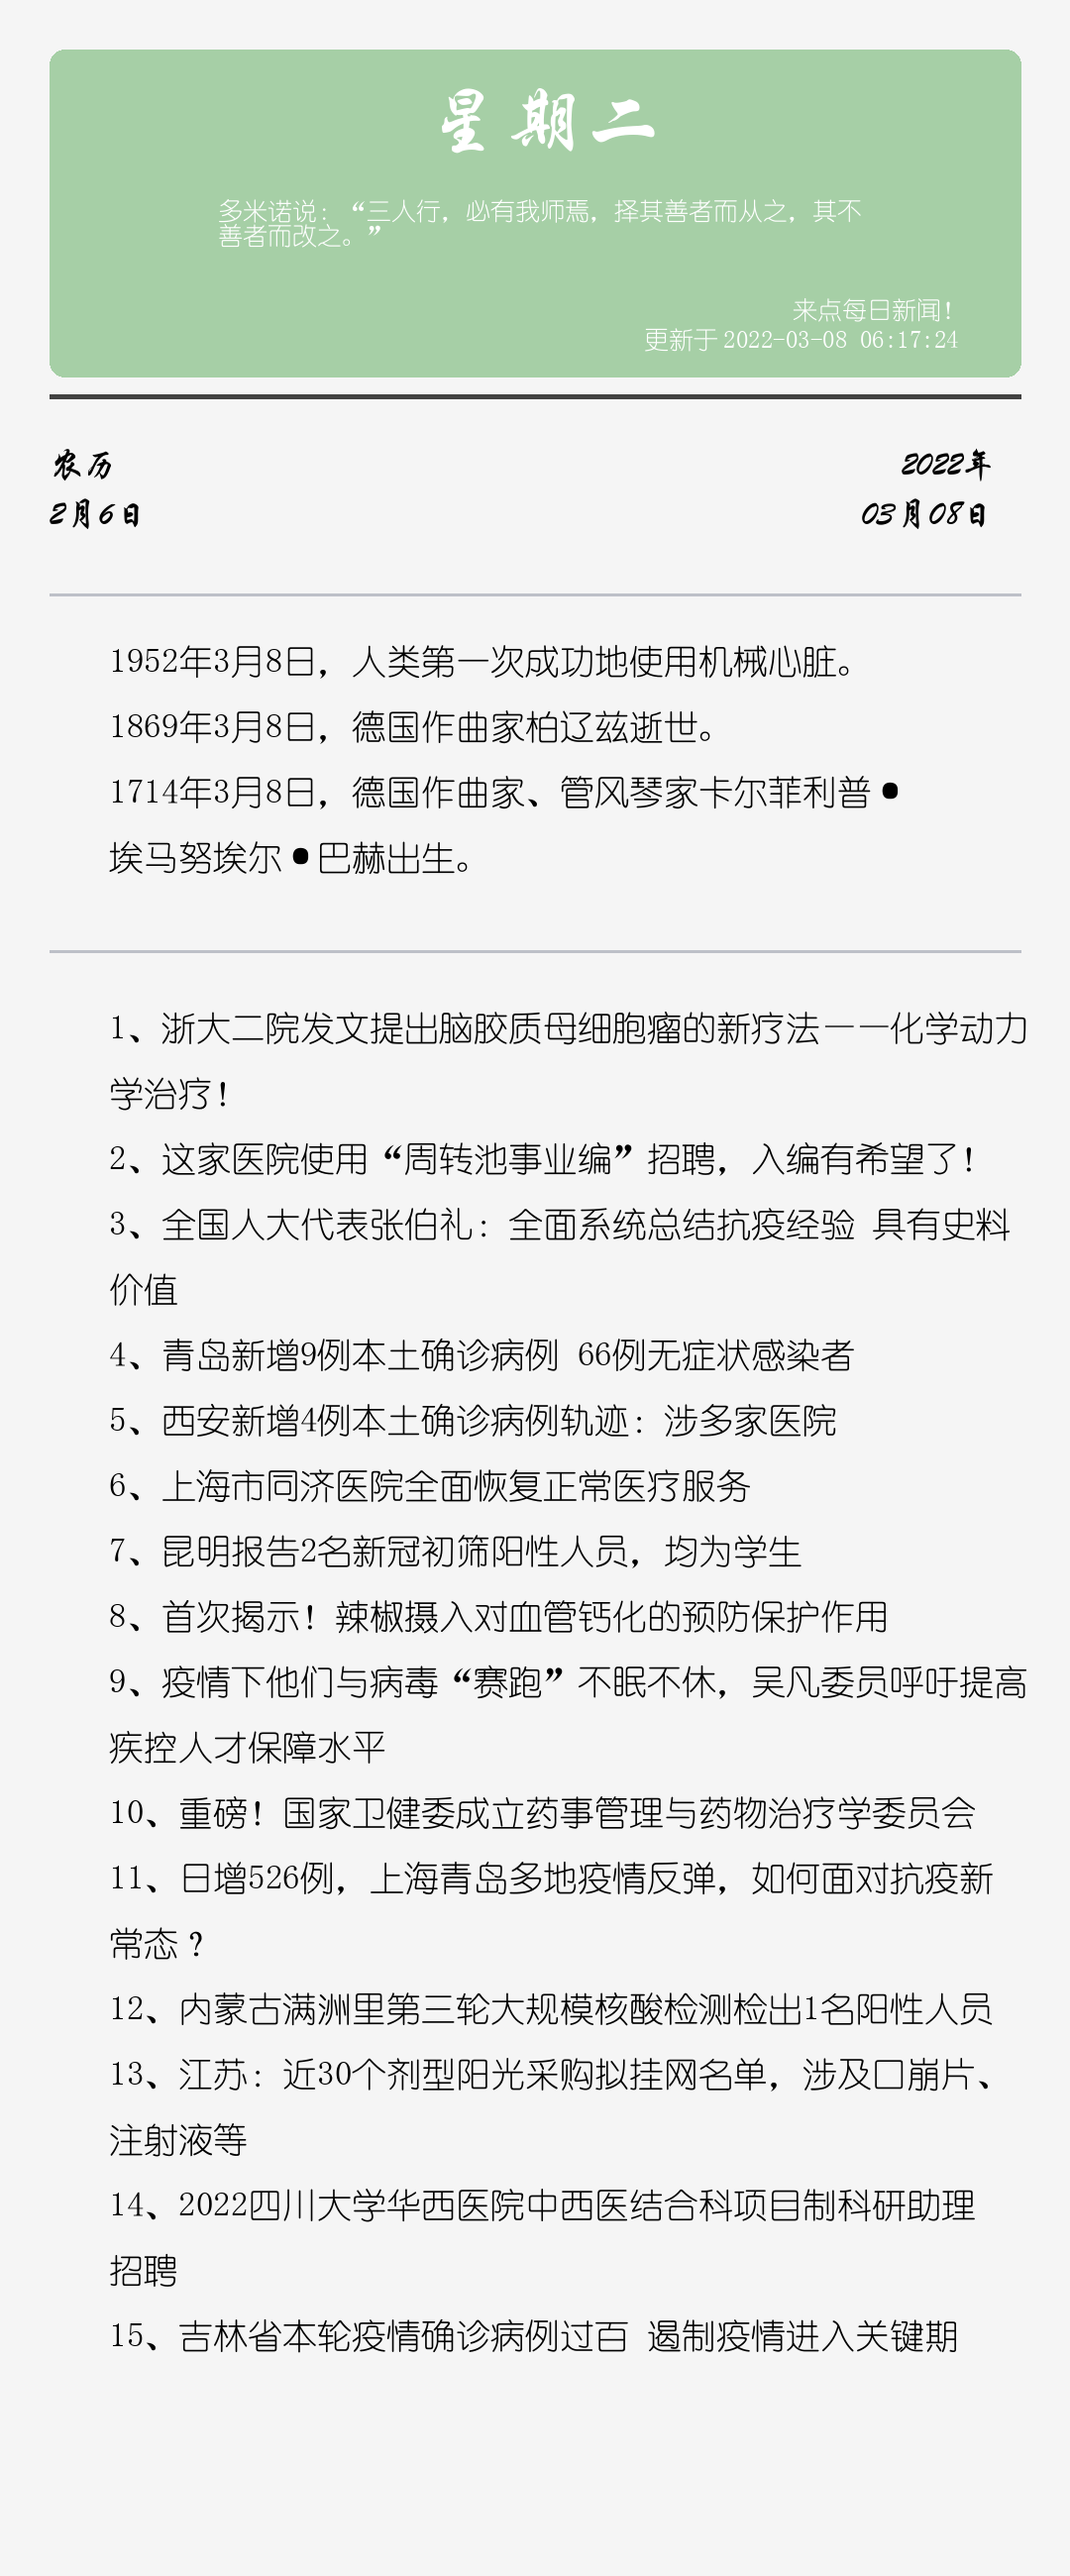 星期二
多米诺说：“三人行，必有我师焉，择其善者而从之，其不
善者而改之。”
来点每日新闻！
更新于 2022-03-08 06:17:24
农历
2022年
2月6日
03月08日
1952年3月8日，人类第一次成功地使用机械心脏。
1869年3月8日，德国作曲家柏辽兹逝世。
1714年3月8日，德国作曲家、管风琴家卡尔菲利普•
埃马努埃尔•巴赫出生。
1、浙大二院发文提出脑胶质母细胞瘤的新疗法——化学动力
学治疗！
2、这家医院使用“周转池事业编”招聘，入编有希望了！
3、全国人大代表张伯礼：全面系统总结抗疫经验 具有史料
价值
4、青岛新增9例本土确诊病例 66例无症状感染者
5、西安新增4例本土确诊病例轨迹：涉多家医院
6、上海市同济医院全面恢复正常医疗服务
7、昆明报告2名新冠初筛阳性人员，均为学生
8、首次揭示！辣椒摄入对血管钙化的预防保护作用
9、疫情下他们与病毒“赛跑”不眠不休，吴凡委员呼吁提高
疾控人才保障水平
10、重磅！国家卫健委成立药事管理与药物治疗学委员会
11、日增526例，上海青岛多地疫情反弹，如何面对抗疫新
常态？
12、内蒙古满洲里第三轮大规模核酸检测检出1名阳性人员
13、江苏：近30个剂型阳光采购拟挂网名单，涉及口崩片、
注射液等
14、2022四川大学华西医院中西医结合科项目制科研助理
招聘
15、吉林省本轮疫情确诊病例过百 遏制疫情进入关键期